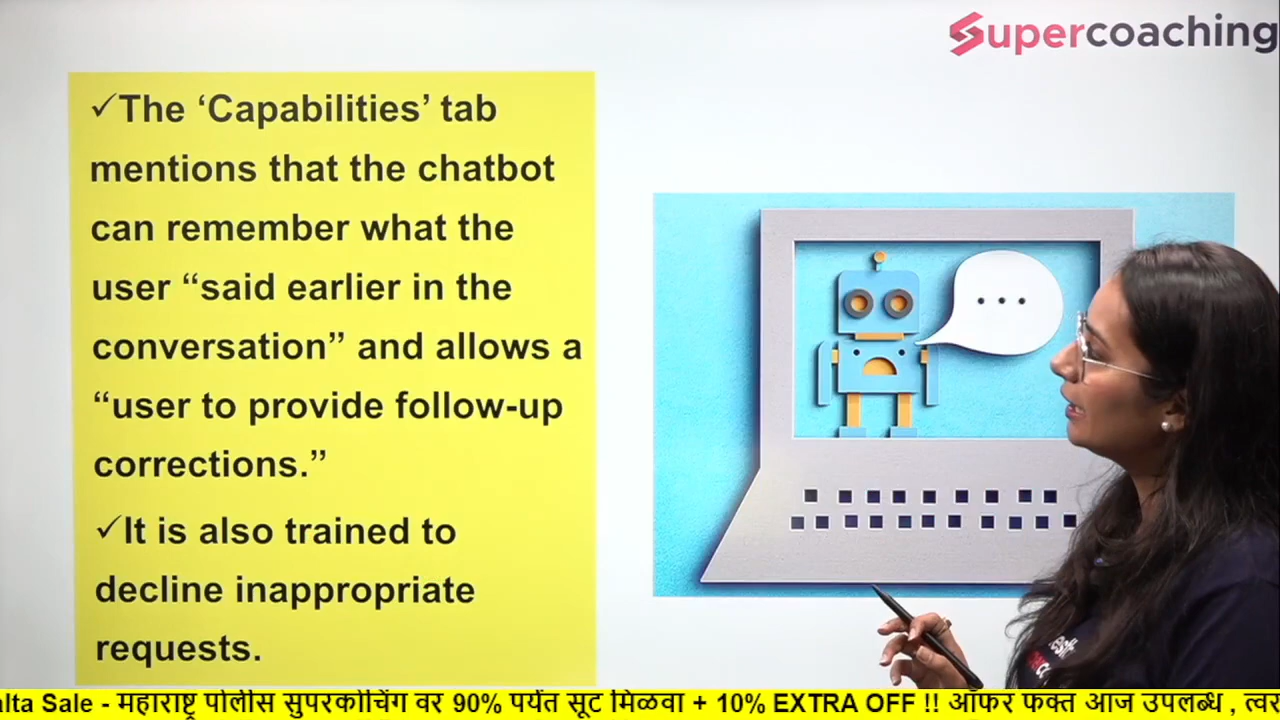 Supercoaching
✓The ‘Capabilities’ tab
mentions that the chatbot
can remember what the
user “said earlier in the
conversation” and allows a
“user to provide follow-up
corrections.”
✓It is also trained to
decline inappropriate
requests.
Sale - महाराष्ट्र पोलीस सुपरकोचिंग वर 90% पर्यंत सूट मिळवा + 10% EXTRA OFF !! ऑफर फक्त आज उपलब्ध ,